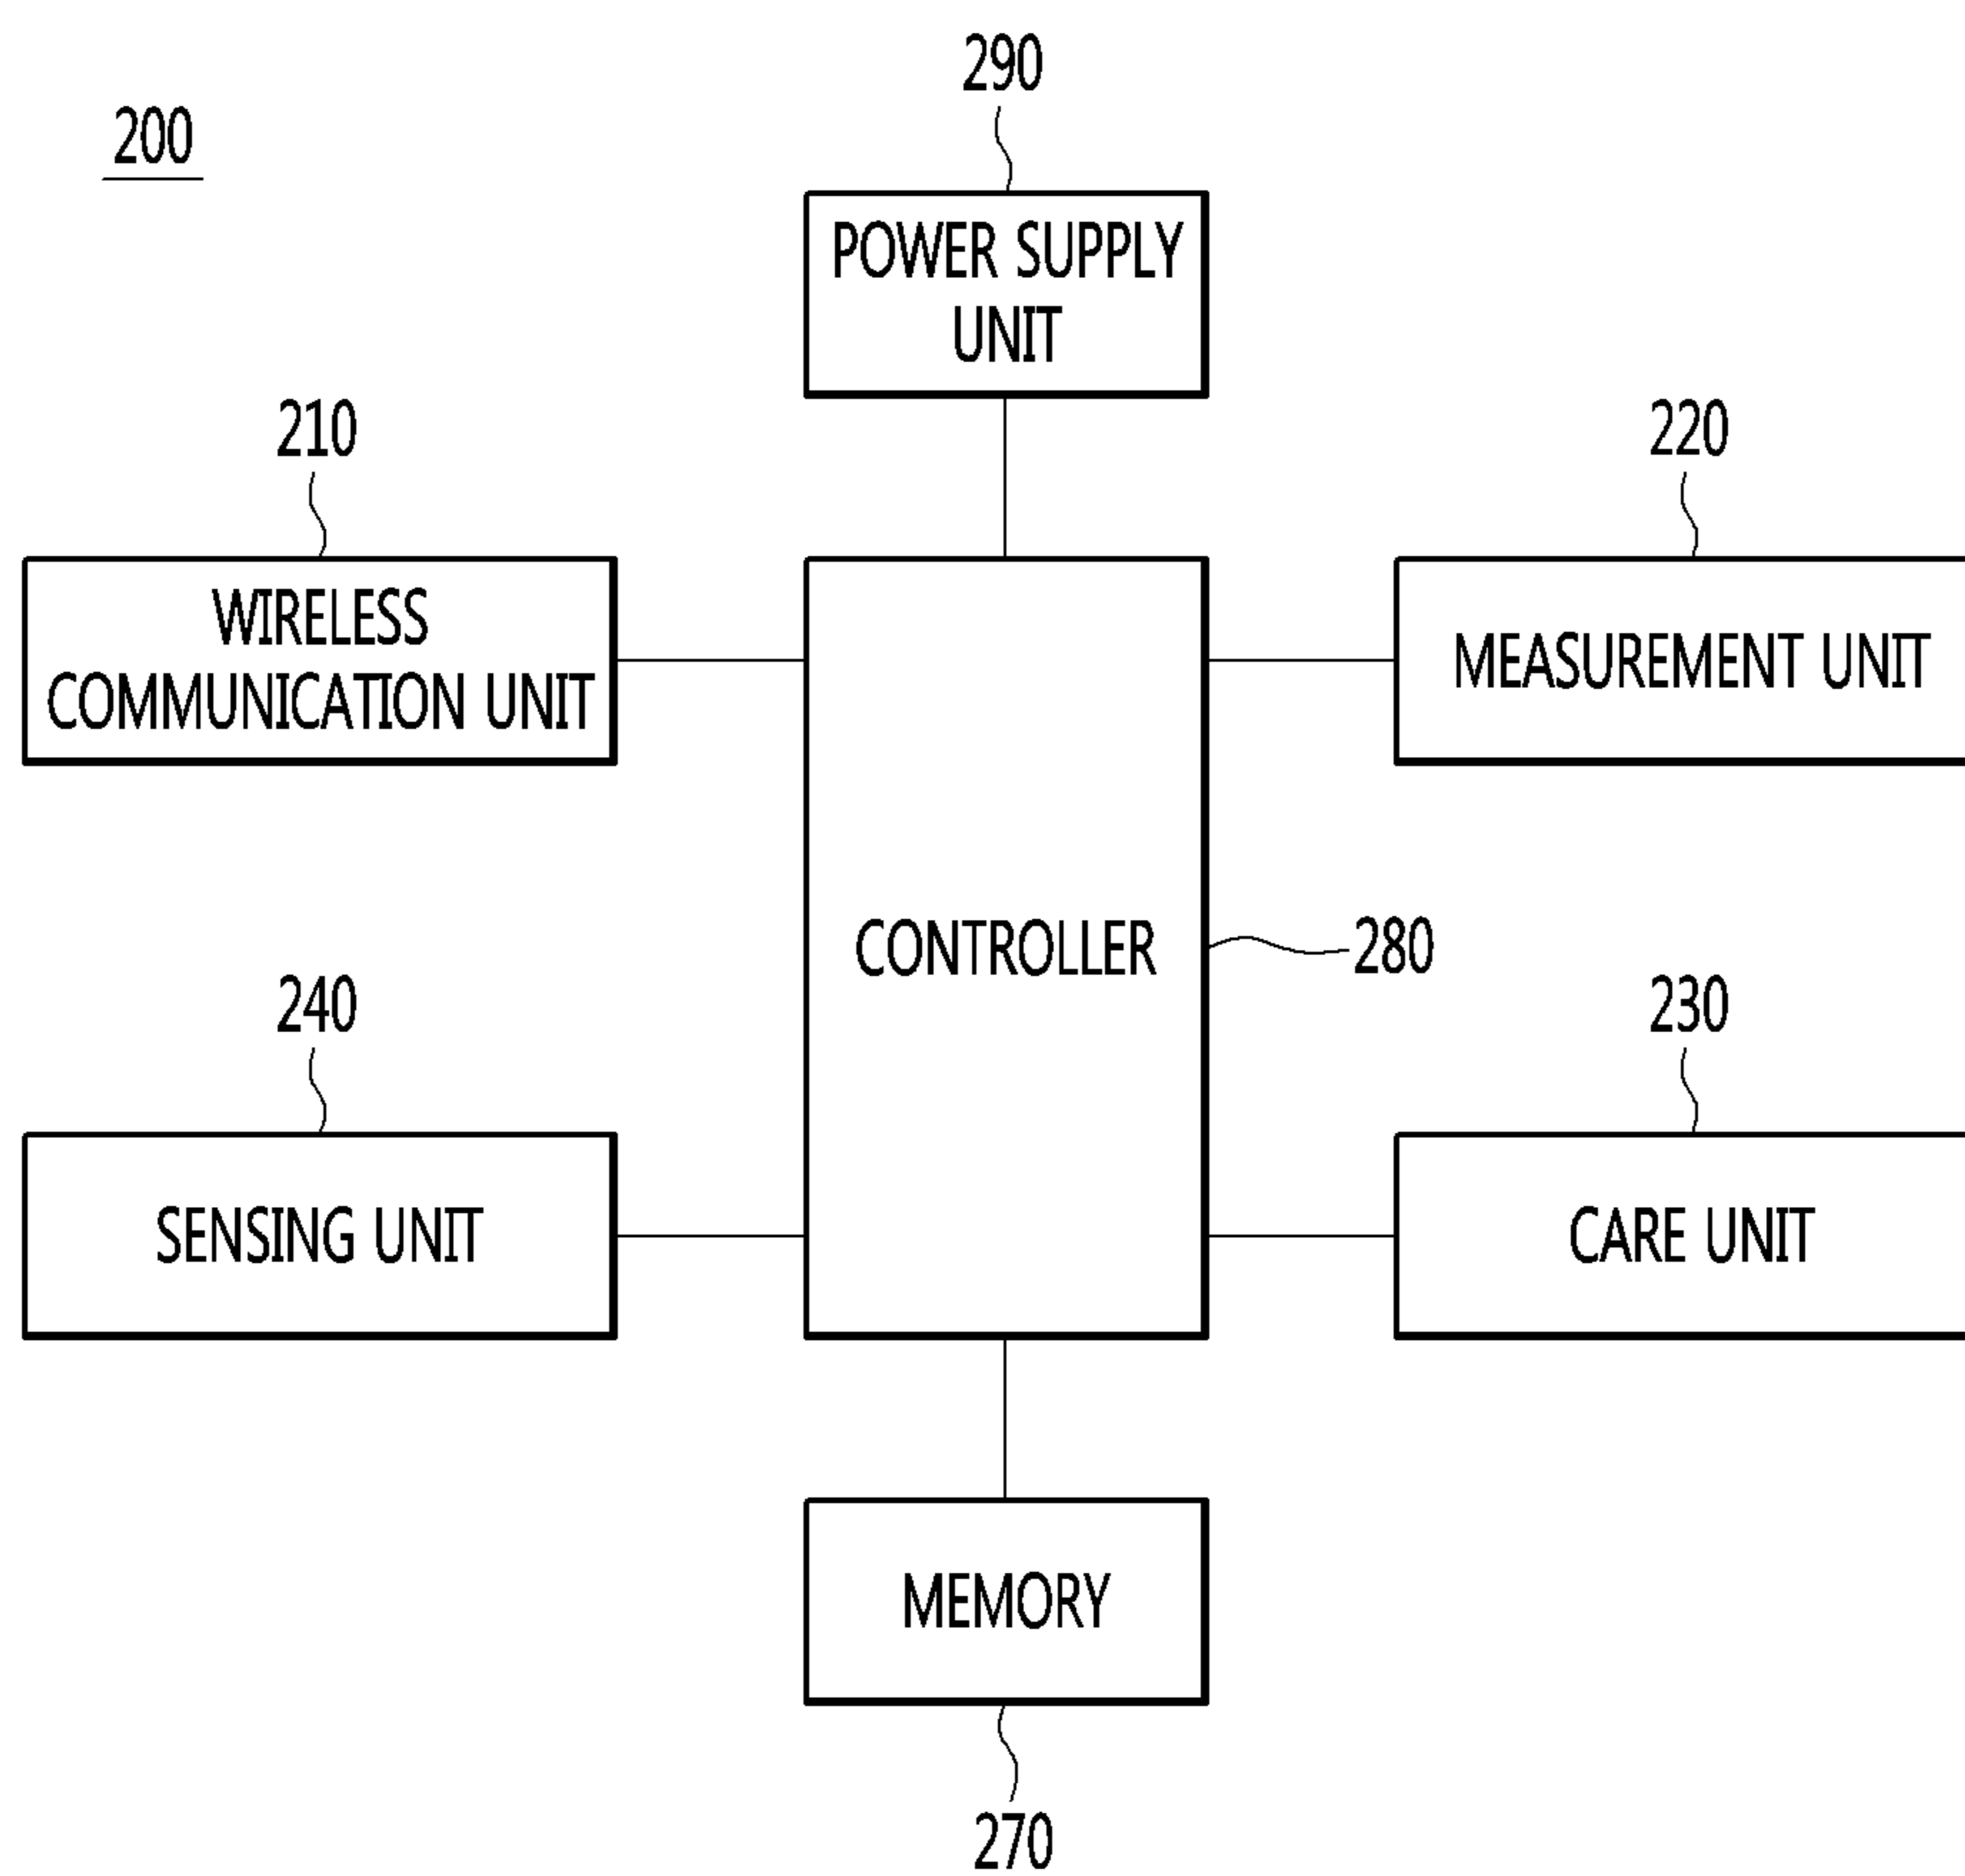 290
200
POWER SUPPLY
UNIT
210
220
WIRELESS
COMMUNICATION UNIT
MEASUREMENT UNIT
CONTROLLER
280
240
230
SENSING UNIT
CARE UNIT
MEMORY
270